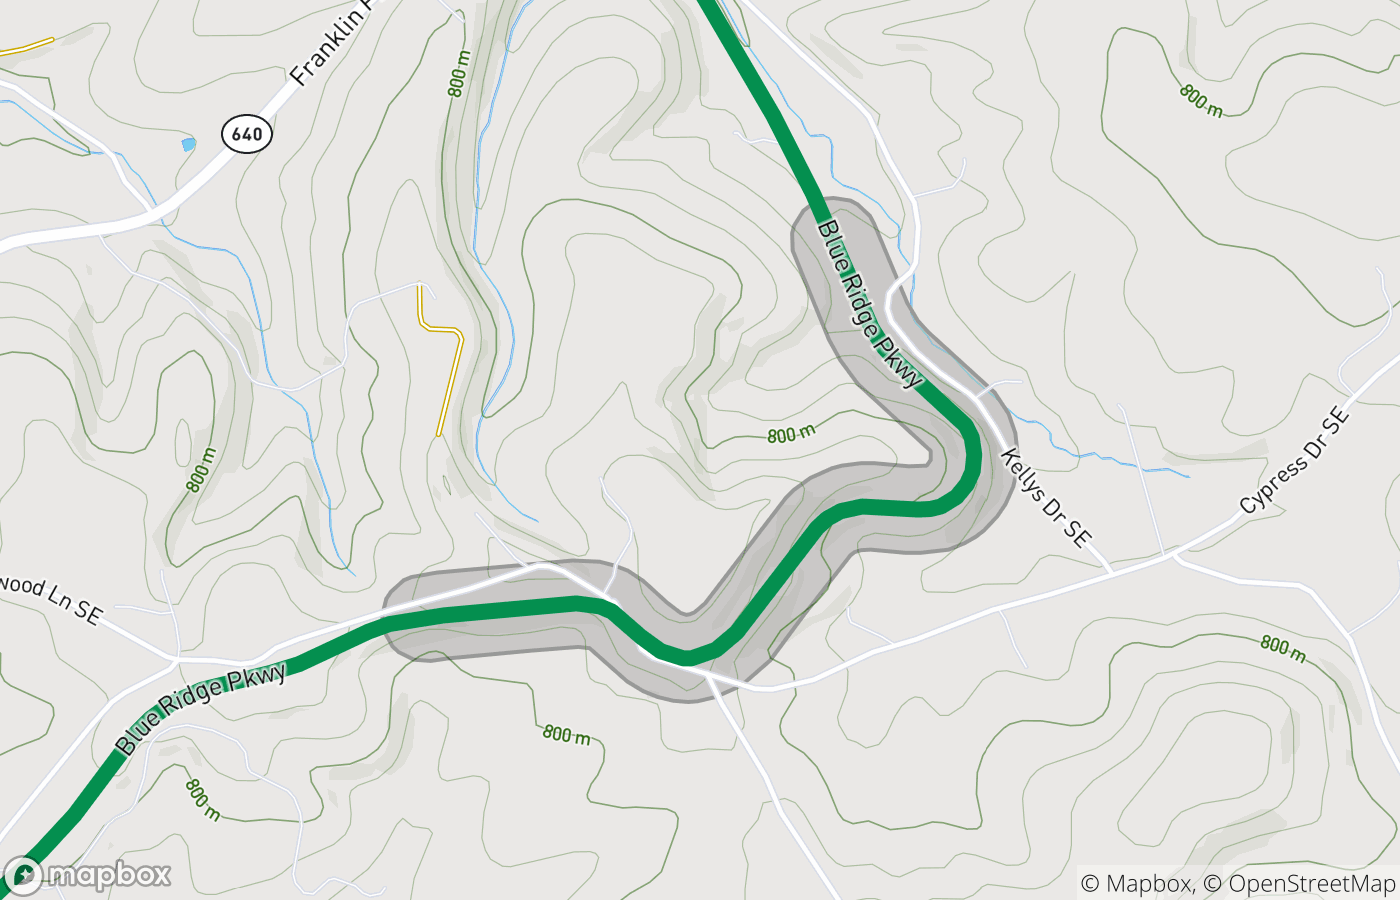 Franklin
640
800 m
800 m
Blue Ridge Pkwy
800 m
800 m
Kellys Dr SE
Cypress Dr SE
wood Ln SE
Blue Ridge Pkwy
800 m
800 m
800 m
mapbox
© Mapbox, © OpenStreetMap